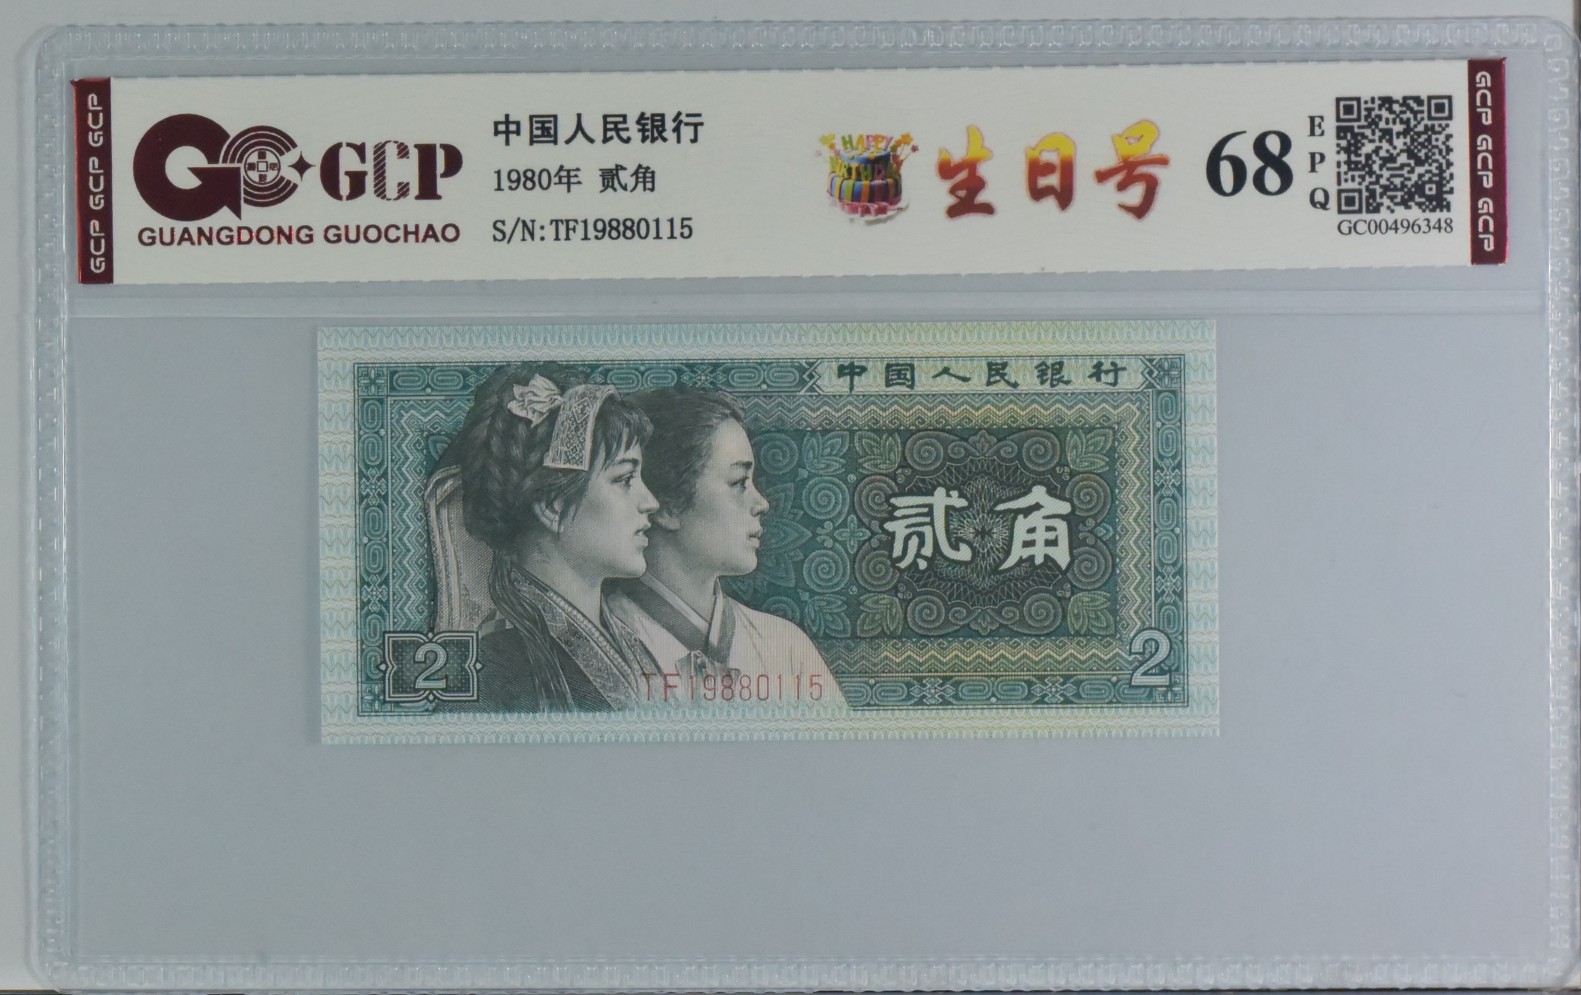 GCP GCP GCP
GCP
GUANGDONG GUOCHAO
中国人民银行
1980年 贰角
S/N:TF19880115
HAPPY
BIRTHDAY
生日号
68
EPQ
GC00496348
GCP GCP GCP
中国人民银行
贰角
2
2
TF19880115